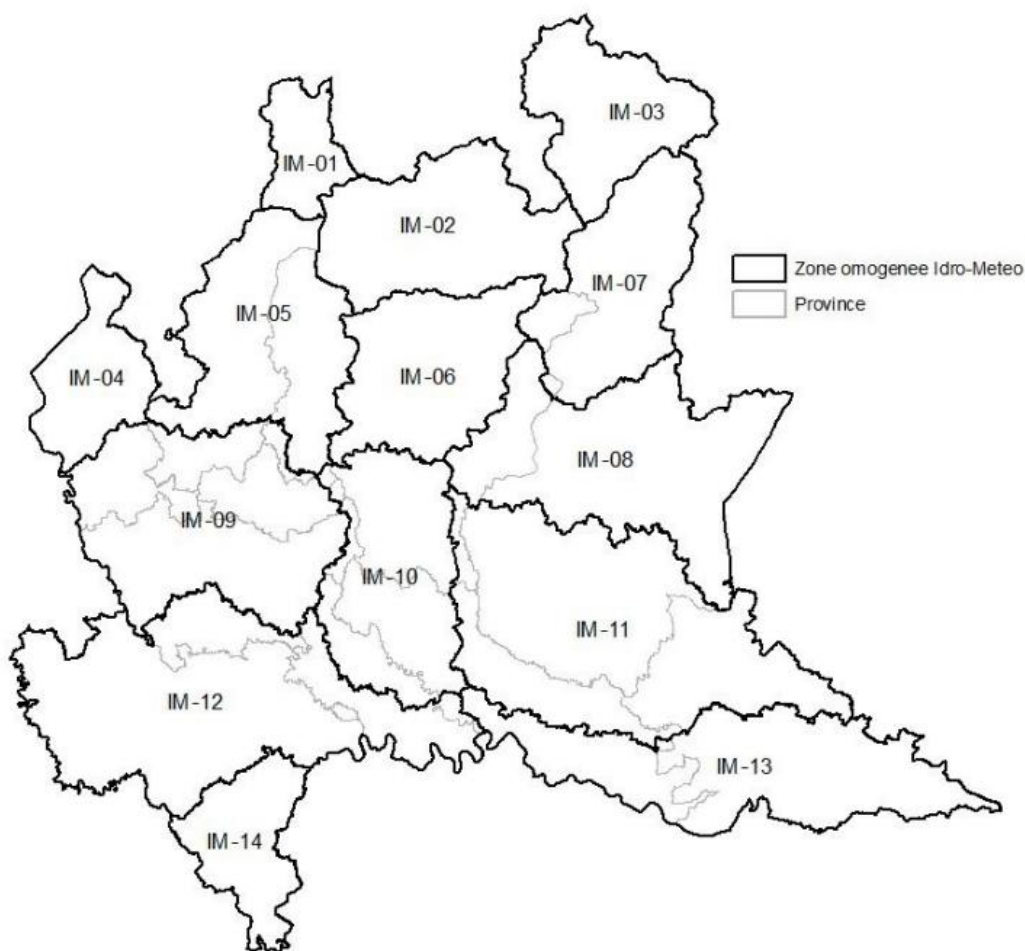 IM-03
IM-01
IM-02
Zone omogenee Idro-Meteo
IM-07
Province
IM-05
IM-04
IM-06
IM-08
IM-09
IM-10
IM-11
IM-12
IM-13
IM-14